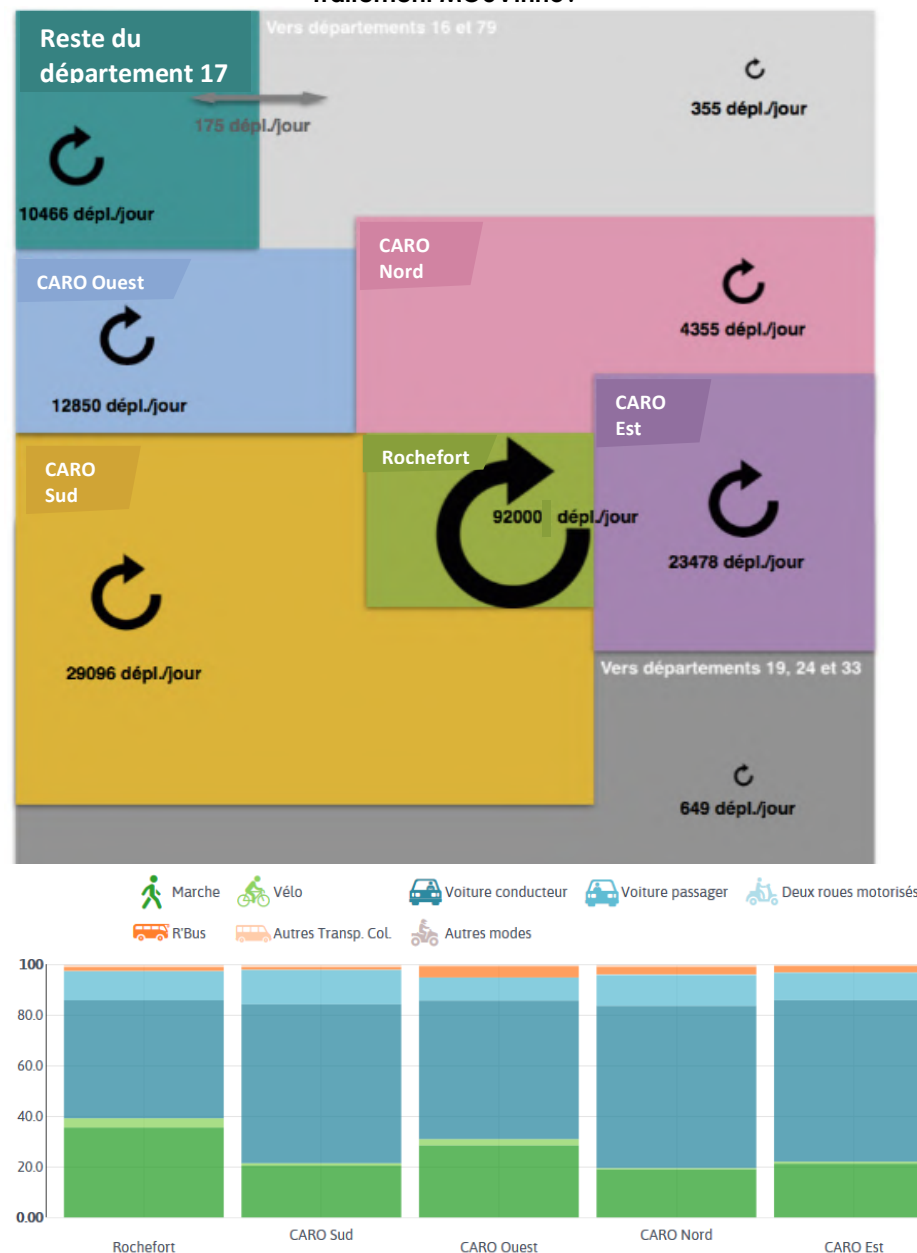 Vers départements 16 et 79
Reste du
département 17
355 dépl./jour
175 dépl./jour
10466 dépl./jour
CARO
Nord
CARO Ouest
4355 dépl./jour
12850 dépl./jour
CARO
Est
CARO
Sud
Rochefort
92000 dépl./jour
23478 dépl./jour
29096 dépl./jour
Vers départements 19, 24 et 33
649 dépl./jour
Marche
Vélo
Voiture conducteur
Voiture passager
Deux roues motorisés
R'Bus
Autres Transp. Col.
Autres modes
100
80.0
60.0
40.0
20.0
0.00
Rochefort
CARO Sud
CARO Ouest
CARO Nord
CARO Est